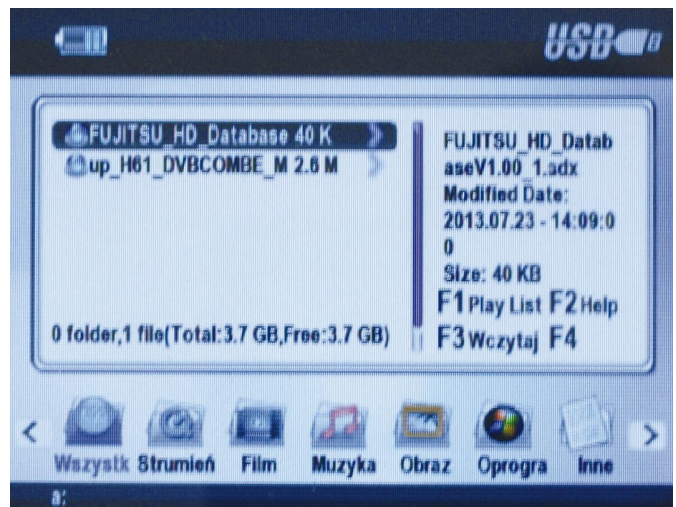 USB
FUJITSU_HD_Database 40 K
up_H61_DVBCOMBE_M 2.6 M
0 folder,1 file(Total:3.7 GB,Free:3.7 GB)
FUJITSU_HD_Datab
aseV1.00_1.adx
Modified Date:
2013.07.23 - 14:09:0
0
Size: 40 KB
F1 Play List F2 Help
F3 Wczytaj F4
Wszystk Strumień Film Muzyka Obraz Oprogra Inne
a: